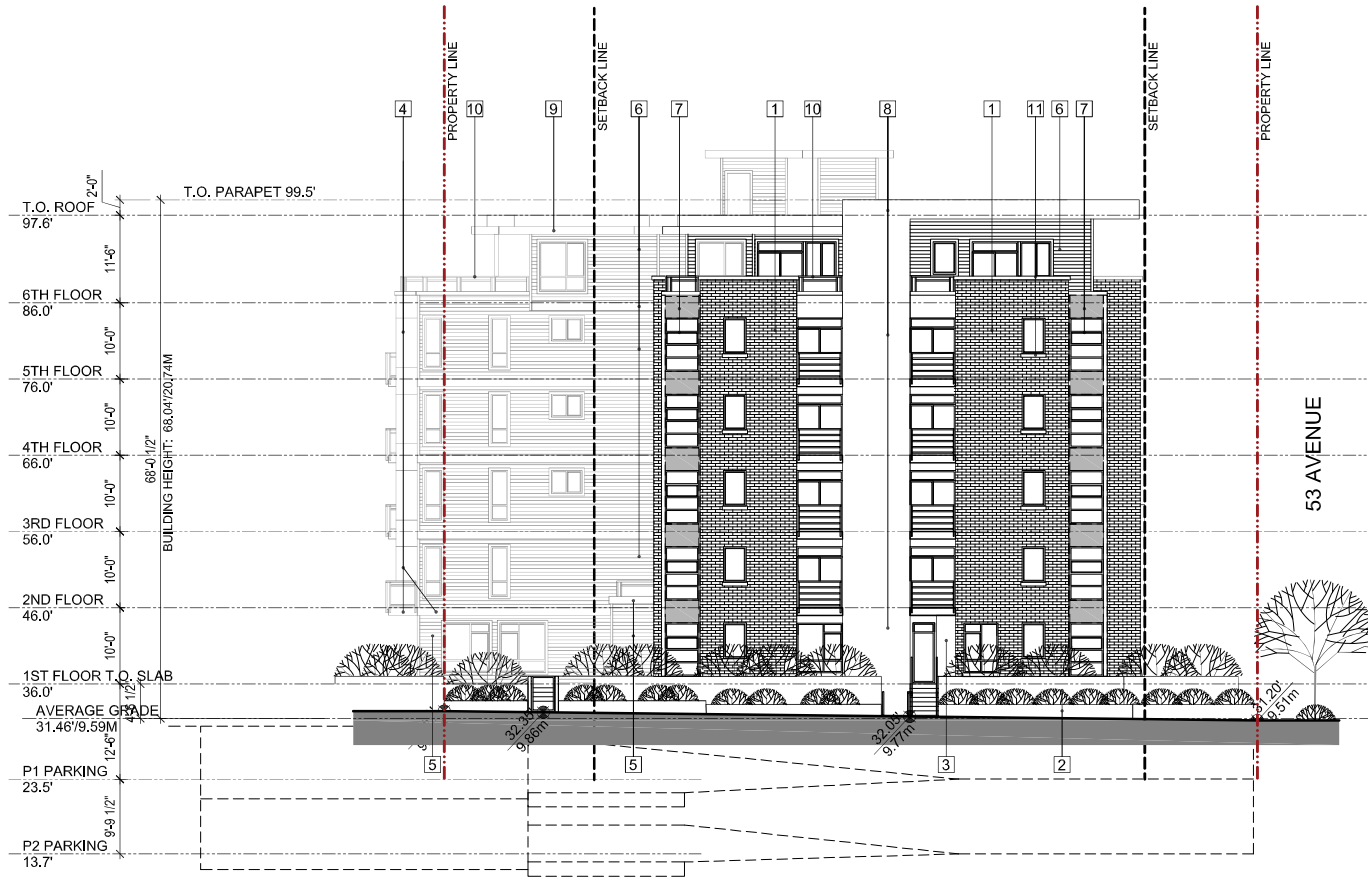 PROPERTY LINE
SETBACK LINE
SETBACK LINE
PROPERTY LINE
4
10
9
6
7
1
10
8
1
11
6
7
2'-0"
T.O. PARAPET 99.5'
T.O. ROOF
97.6'
11'-6"
6TH FLOOR
86.0'
10'-0"
5TH FLOOR
76.0'
10'-0"
4TH FLOOR
66.0'
68'-0 1/2"
BUILDING HEIGHT: 68.04'/20.74M
10'-0"
3RD FLOOR
56.0'
10'-0"
2ND FLOOR
46.0'
10'-0"
1ST FLOOR T.O. SLAB
36.0'
AVERAGE GRADE
31.46'/9.59M
12'-6"
P1 PARKING
23.5'
9'-9 1/2"
P2 PARKING
13.7'
53 AVENUE
9.86m
32.05'
9.77m
31.20'
9.51m
5
5
3
2